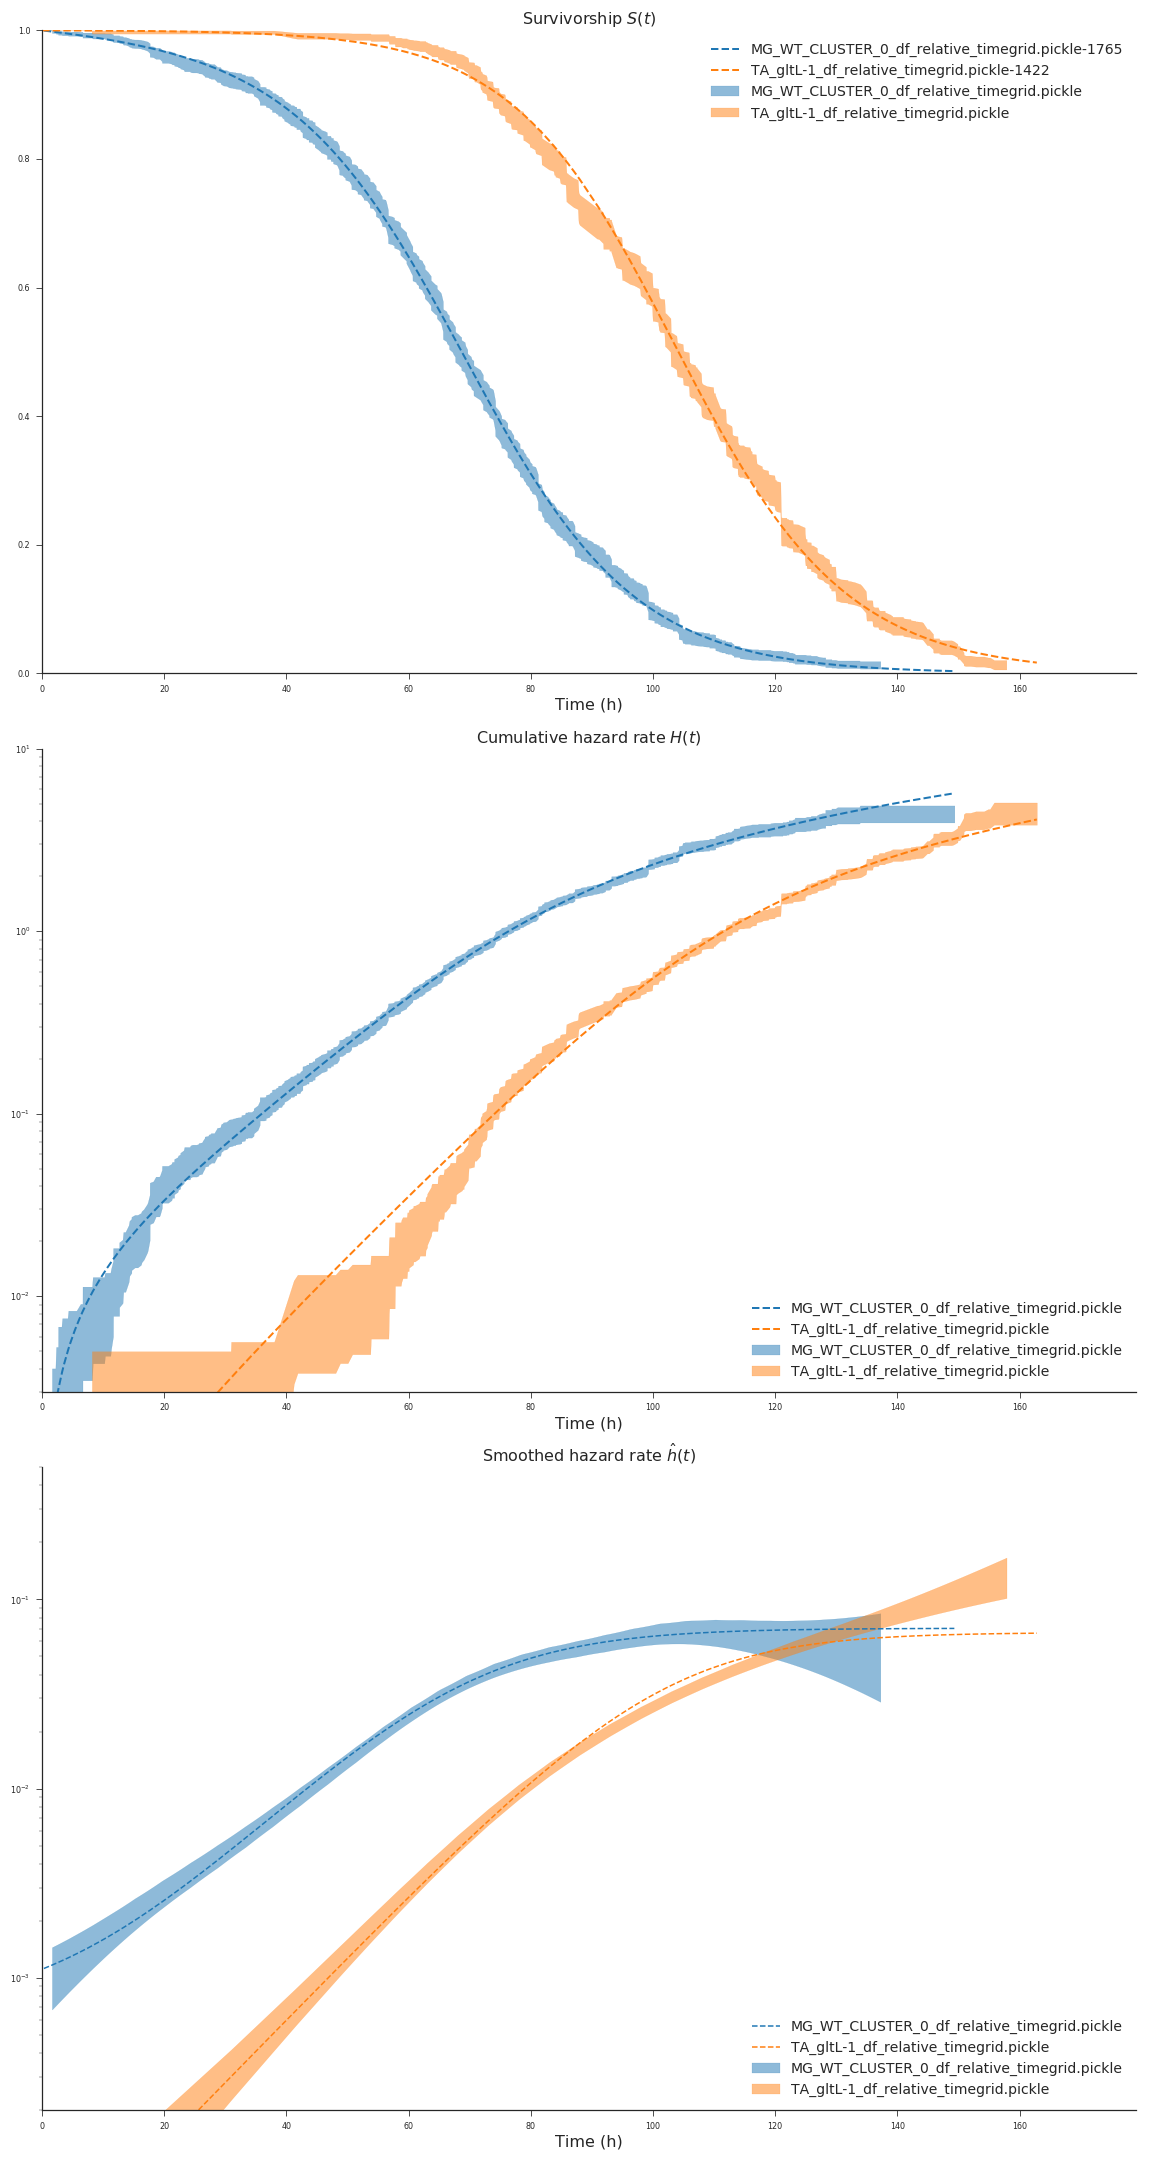 Survivorship S(t)
1.0
0.8
0.6
0.4
0.2
0.0
MG_WT_CLUSTER_0_df_relative_timegrid.pickle-1765
TA_gltL-1_df_relative_timegrid.pickle-1422
MG_WT_CLUSTER_0_df_relative_timegrid.pickle
TA_gltL-1_df_relative_timegrid.pickle
0 20 40 60 80 100 120 140 160
Time (h)
Cumulative hazard rate H(t)
10¹
10⁰
10⁻¹
10⁻²
MG_WT_CLUSTER_0_df_relative_timegrid.pickle
TA_gltL-1_df_relative_timegrid.pickle
MG_WT_CLUSTER_0_df_relative_timegrid.pickle
TA_gltL-1_df_relative_timegrid.pickle
0 20 40 60 80 100 120 140 160
Time (h)
Smoothed hazard rate ĥ(t)
10⁻¹
10⁻²
10⁻³
MG_WT_CLUSTER_0_df_relative_timegrid.pickle
TA_gltL-1_df_relative_timegrid.pickle
MG_WT_CLUSTER_0_df_relative_timegrid.pickle
TA_gltL-1_df_relative_timegrid.pickle
0 20 40 60 80 100 120 140 160
Time (h)